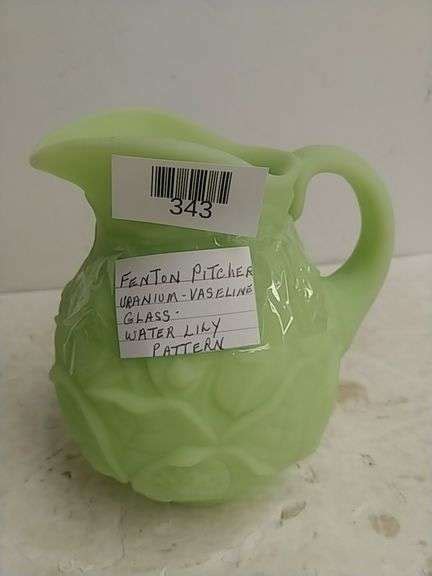 343
FENTON PITCHER
URANIUM-VASELINE
GLASS.
WATER LILY
PATTERN